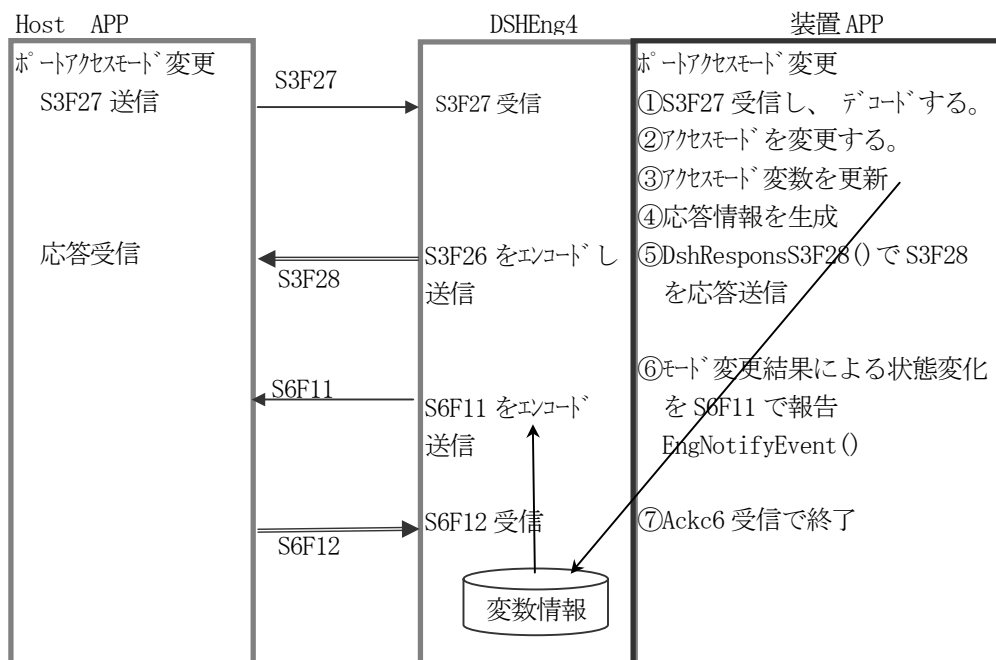 Host APP
DSHEng4
装置 APP
ﾎﾟｰﾄｱｸｾｽﾓｰﾄﾞ変更
S3F27 送信
S3F27
S3F27 受信
ﾎﾟｰﾄｱｸｾｽﾓｰﾄﾞ変更
①S3F27 受信し、 ﾃﾞｺｰﾄﾞする。
②ｱｸｾｽﾓｰﾄﾞを変更する。
③ｱｸｾｽﾓｰﾄﾞ変数を更新
④応答情報を生成
応答受信
S3F28
S3F26 をｴﾝｺｰﾄﾞし
送信
⑤DshResponsS3F28()で S3F28
を応答送信
S6F11
S6F11 をｴﾝｺｰﾄﾞ
送信
⑥ﾓｰﾄﾞ変更結果による状態変化
を S6F11 で報告
EngNotifyEvent()
S6F12
S6F12 受信
⑦Ackc6 受信で終了
変数情報